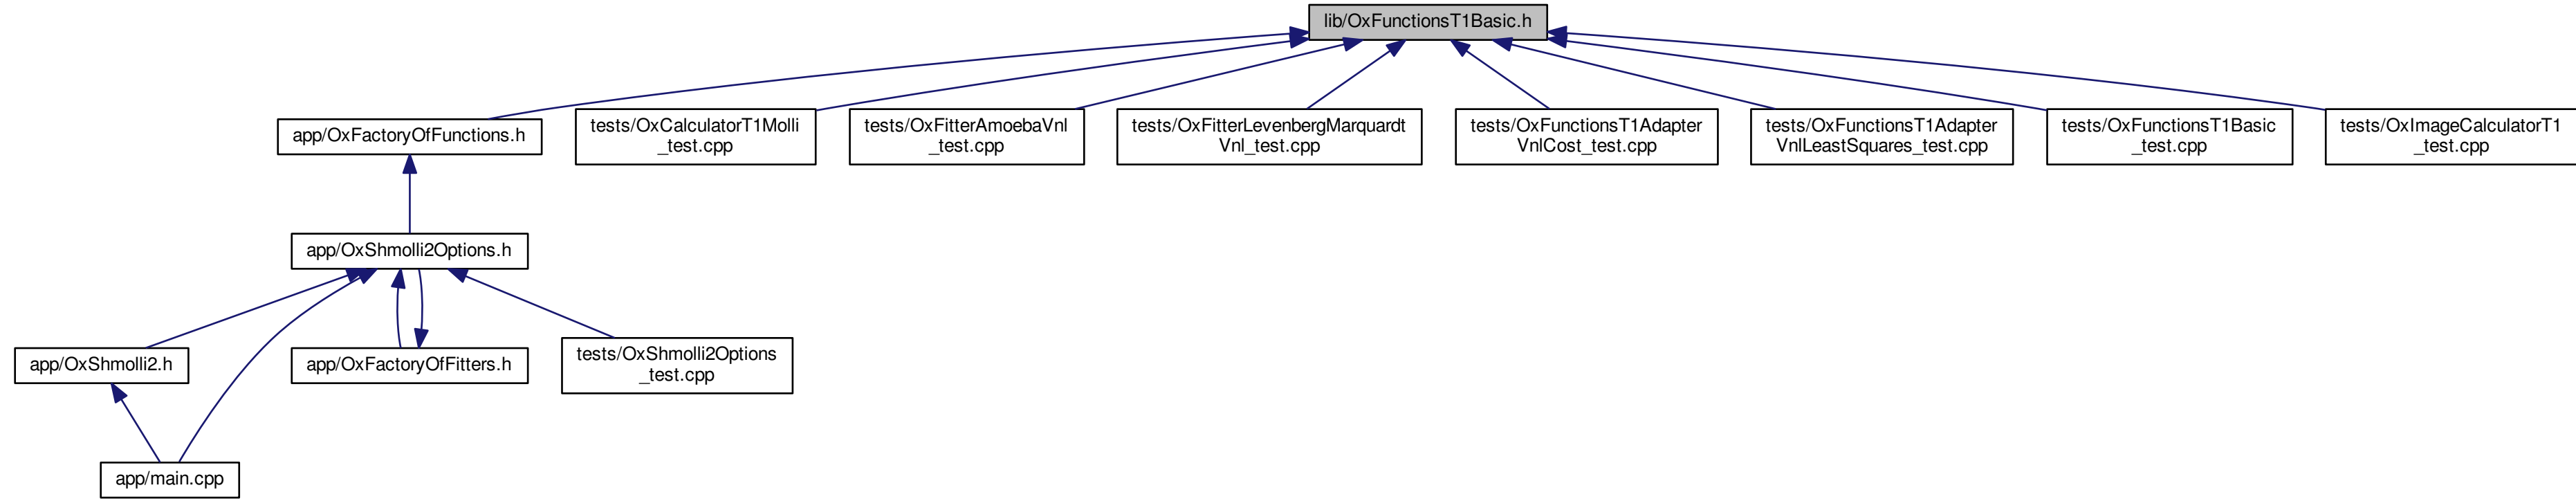 lib/OxFunctionsT1Basic.h
app/OxFactoryOfFunctions.h
tests/OxCalculatorT1Molli
_test.cpp
tests/OxFitterAmoebaVnl
_test.cpp
tests/OxFitterLevenbergMarquardt
Vnl_test.cpp
tests/OxFunctionsT1Adapter
VnlCost_test.cpp
tests/OxFunctionsT1Adapter
VnlLeastSquares_test.cpp
tests/OxFunctionsT1Basic
_test.cpp
tests/OxImageCalculatorT1
_test.cpp
app/OxShmolli2Options.h
app/OxShmolli2.h
app/OxFactoryOfFitters.h
tests/OxShmolli2Options
_test.cpp
app/main.cpp